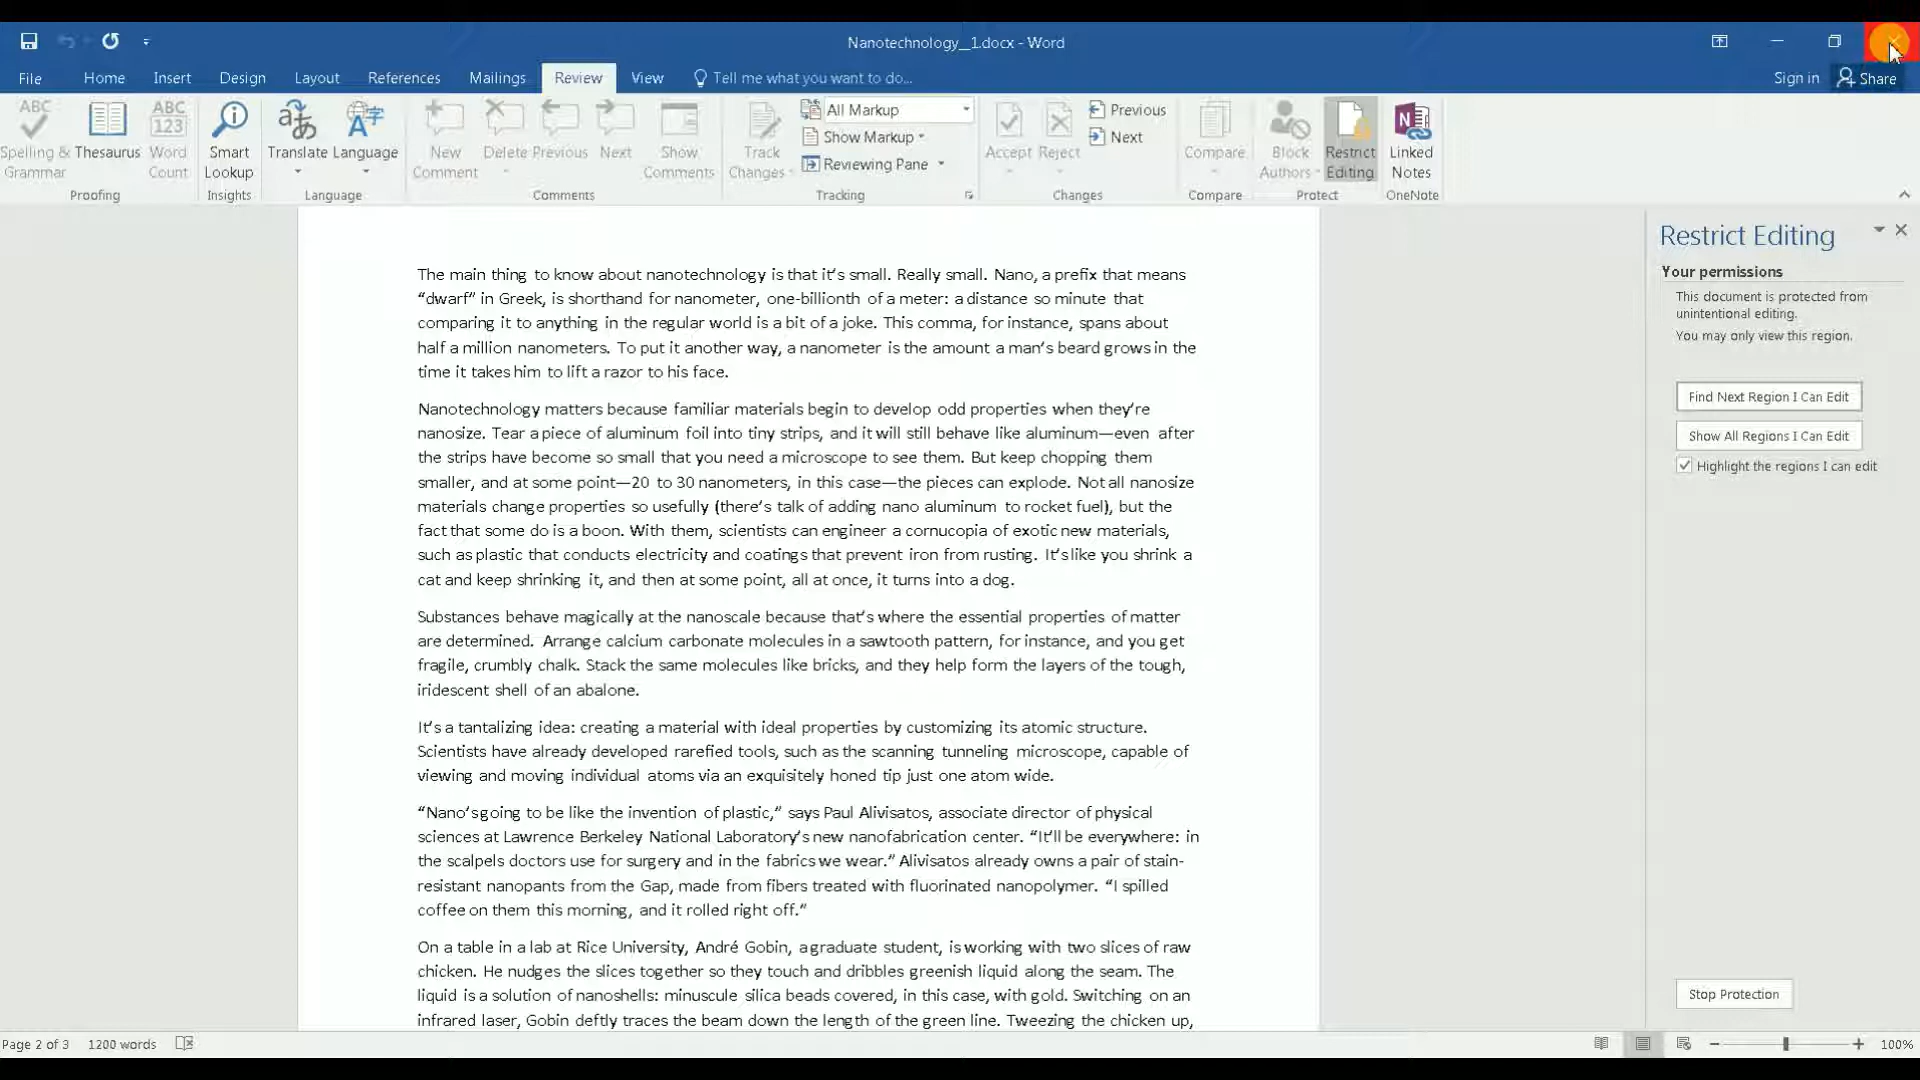 Nanotechnology_1.docx - Word
File Home Insert Design Layout References Mailings Review View Tell me what you want to do... Sign in Share
ABC ABC 123
Spelling & Grammar Thesaurus Word Count Smart Lookup Translate Language New Comment Delete Previous Next Show Comments Track Changes All Markup Show Markup Reviewing Pane Accept Reject Previous Next Compare Block Authors Restrict Editing Linked Notes
Proofing Insights Language Comments Tracking Changes Compare Protect OneNote
The main thing to know about nanotechnology is that it’s small. Really small. Nano, a prefix that means
“dwarf” in Greek, is shorthand for nanometer, one-billionth of a meter: a distance so minute that
comparing it to anything in the regular world is a bit of a joke. This comma, for instance, spans about
half a million nanometers. To put it another way, a nanometer is the amount a man’s beard grows in the
time it takes him to lift a razor to his face.
Nanotechnology matters because familiar materials begin to develop odd properties when they’re
nanosize. Tear a piece of aluminum foil into tiny strips, and it will still behave like aluminum—even after
the strips have become so small that you need a microscope to see them. But keep chopping them
smaller, and at some point—20 to 30 nanometers, in this case—the pieces can explode. Not all nanosize
materials change properties so usefully (there’s talk of adding nano aluminum to rocket fuel), but the
fact that some do is a boon. With them, scientists can engineer a cornucopia of exotic new materials,
such as plastic that conducts electricity and coatings that prevent iron from rusting. It’s like you shrink a
cat and keep shrinking it, and then at some point, all at once, it turns into a dog.
Substances behave magically at the nanoscale because that’s where the essential properties of matter
are determined. Arrange calcium carbonate molecules in a sawtooth pattern, for instance, and you get
fragile, crumbly chalk. Stack the same molecules like bricks, and they help form the layers of the tough,
iridescent shell of an abalone.
It’s a tantalizing idea: creating a material with ideal properties by customizing its atomic structure.
Scientists have already developed rarefied tools, such as the scanning tunneling microscope, capable of
viewing and moving individual atoms via an exquisitely honed tip just one atom wide.
“Nano’s going to be like the invention of plastic,” says Paul Alivisatos, associate director of physical
sciences at Lawrence Berkeley National Laboratory’s new nanofabrication center. “It’ll be everywhere: in
the scalpels doctors use for surgery and in the fabrics we wear.” Alivisatos already owns a pair of stain-
resistant nanopants from the Gap, made from fibers treated with fluorinated nanopolymer. “I spilled
coffee on them this morning, and it rolled right off.”
On a table in a lab at Rice University, André Gobin, a graduate student, is working with two slices of raw
chicken. He nudges the slices together so they touch and dribbles greenish liquid along the seam. The
liquid is a solution of nanoshells: minuscule silica beads covered, in this case, with gold. Switching on an
infrared laser, Gobin deftly traces the beam down the length of the green line. Tweezing the chicken up,
Restrict Editing
Your permissions
This document is protected from
unintentional editing.
You may only view this region.
Find Next Region I Can Edit
Show All Regions I Can Edit
Highlight the regions I can edit
Stop Protection
Page 2 of 3 1200 words 100%